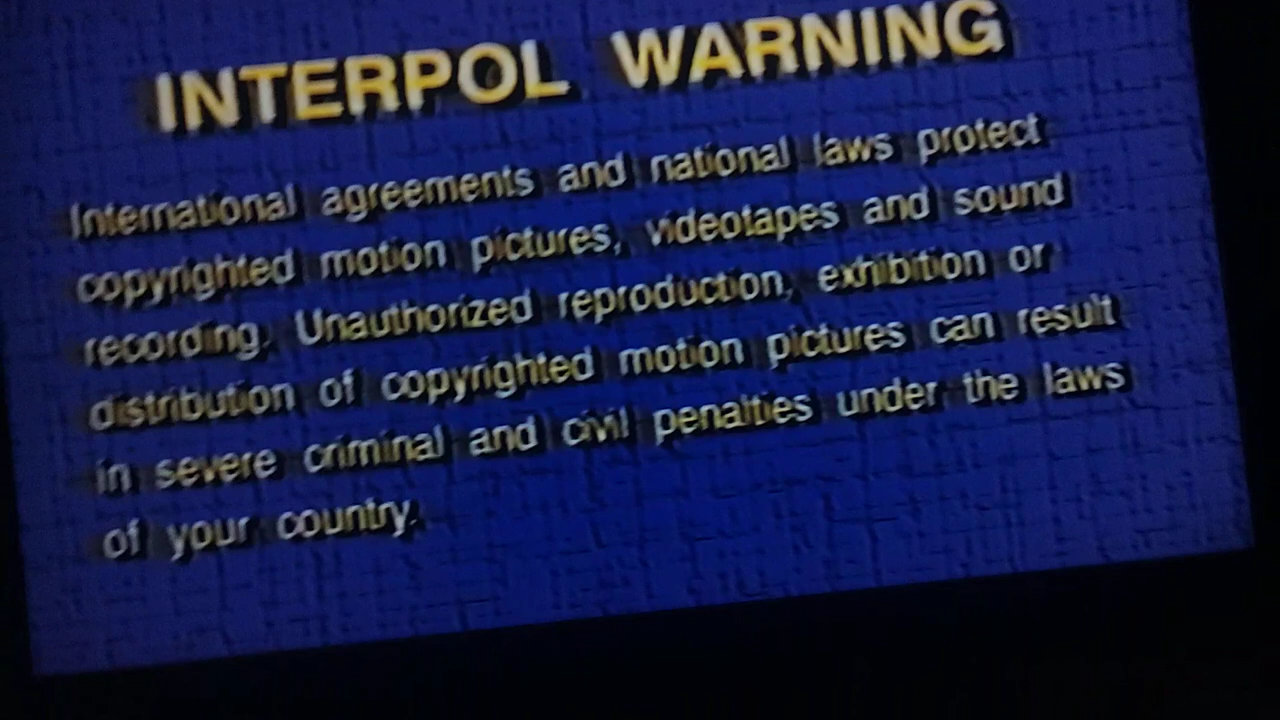 INTERPOL WARNING
International agreements and national laws protect
copyrighted motion pictures, videotapes and sound
recording. Unauthorized reproduction, exhibition or
distribution of copyrighted motion pictures can result
in severe criminal and civil penalties under the laws
of your country.